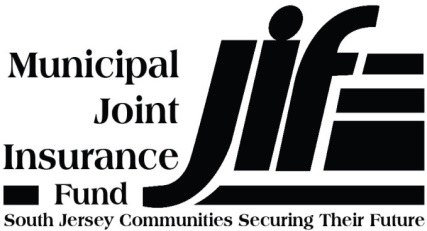 Municipal
Joint
Insurance
Fund
jif
South Jersey Communities Securing Their Future